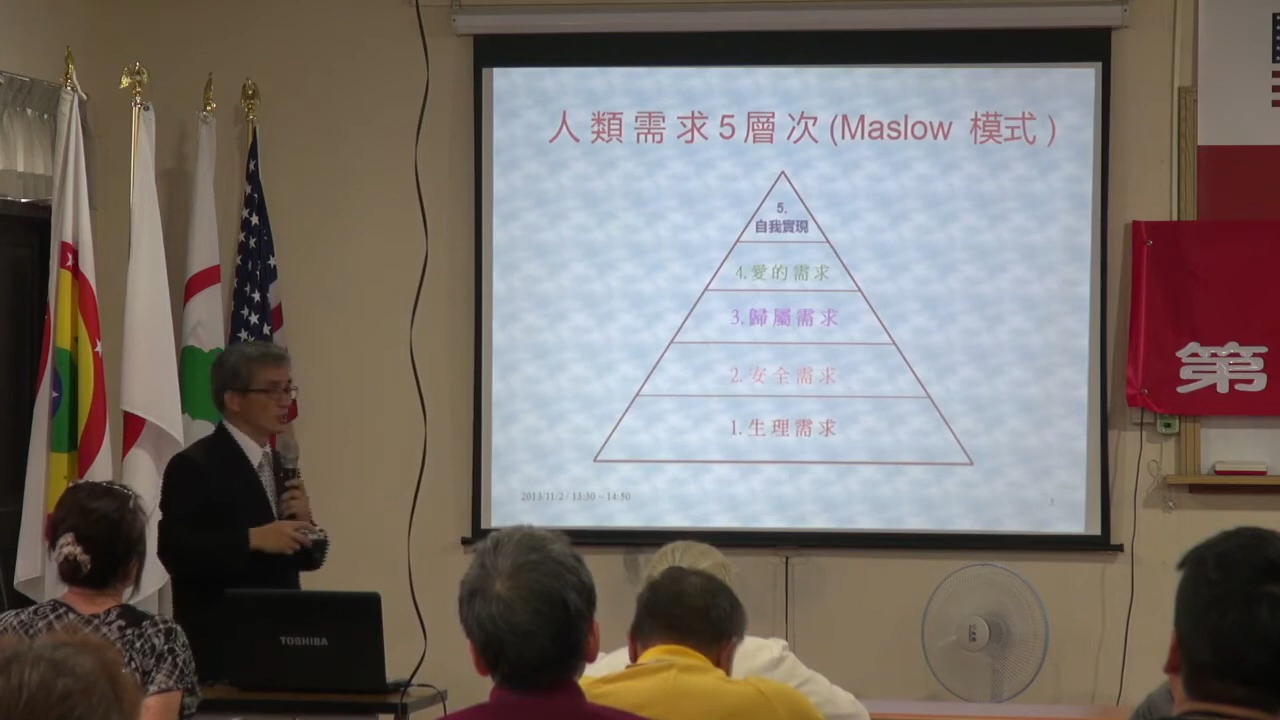 人類需求5層次(Maslow 模式)
5.
自我實現
4.愛的需求
3.歸屬需求
2.安全需求
1.生理需求
2013/11/2 / 13:30 ~ 14:50
3
第
TOSHIBA